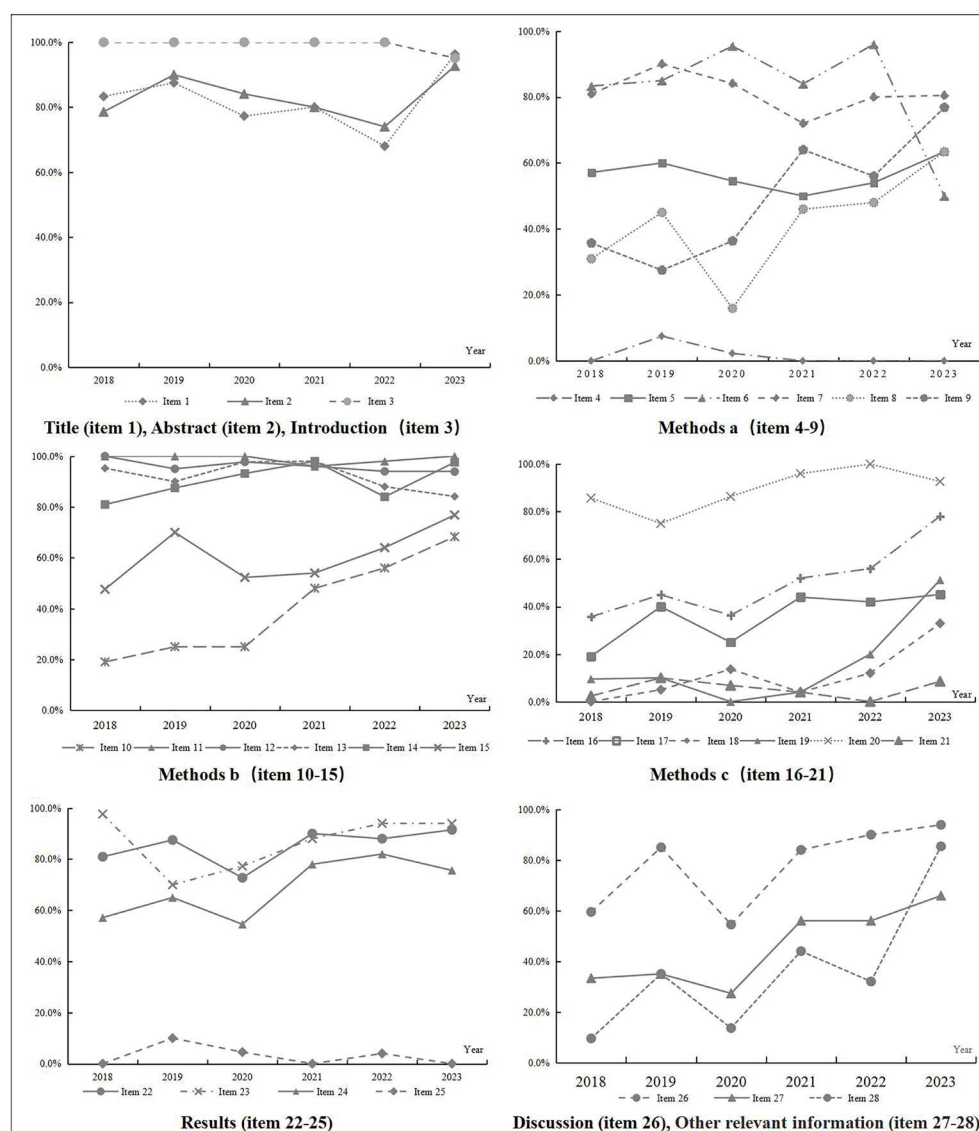 100.0%
80.0%
60.0%
40.0%
20.0%
0.0%
Year
2018 2019 2020 2021 2022 2023
Item 1 Item 2 Item 3
Title (item 1), Abstract (item 2), Introduction (item 3)
100.0%
80.0%
60.0%
40.0%
20.0%
0.0%
Year
2018 2019 2020 2021 2022 2023
Item 4 Item 5 Item 6 Item 7 Item 8 Item 9
Methods a (item 4-9)
100.0%
80.0%
60.0%
40.0%
20.0%
0.0%
Year
2018 2019 2020 2021 2022 2023
Item 10 Item 11 Item 12 Item 13 Item 14 Item 15
Methods b (item 10-15)
100.0%
80.0%
60.0%
40.0%
20.0%
0.0%
Year
2018 2019 2020 2021 2022 2023
Item 16 Item 17 Item 18 Item 19 Item 20 Item 21
Methods c (item 16-21)
100.0%
80.0%
60.0%
40.0%
20.0%
0.0%
Year
2018 2019 2020 2021 2022 2023
Item 22 Item 23 Item 24 Item 25
Results (item 22-25)
100.0%
80.0%
60.0%
40.0%
20.0%
0.0%
Year
2018 2019 2020 2021 2022 2023
Item 26 Item 27 Item 28
Discussion (item 26), Other relevant information (item 27-28)